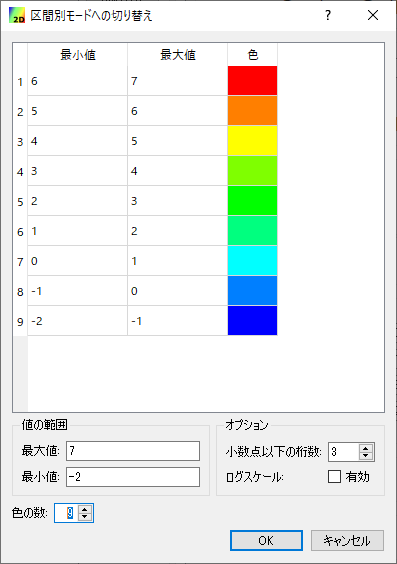 2D 区間別モードへの切り替え
最小値 最大値 色
1 6 7
2 5 6
3 4 5
4 3 4
5 2 3
6 1 2
7 0 1
8 -1 0
9 -2 -1
値の範囲
最大値: 7
最小値: -2
オプション
小数点以下の桁数: 3
ログスケール: 有効
色の数: 9
OK キャンセル